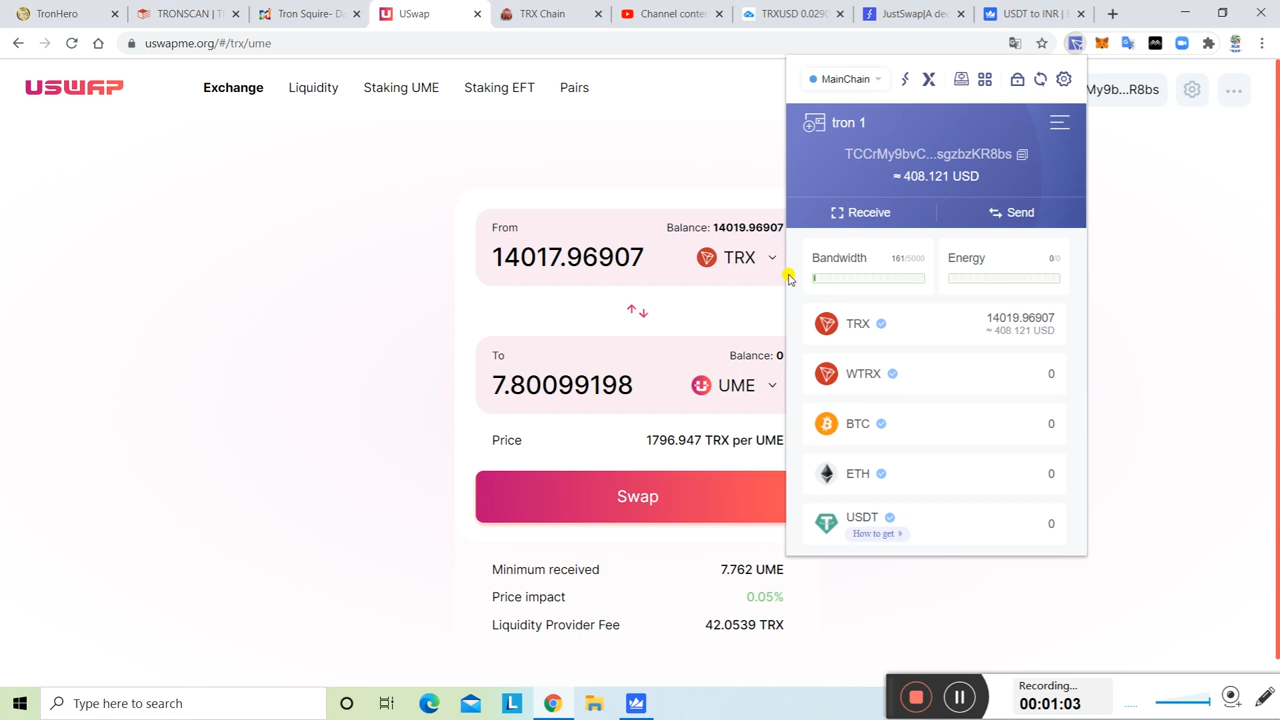 TronHero
TRONSCAN | T
Tron Squire- Da
USwap
TRX Chain
Channel conte
TRXUSD 0.0290
JustSwap|A dec
USDT to INR | B
uswapme.org/#/trx/ume
USWAP
Exchange
Liquidity
Staking UME
Staking EFT
Pairs
My9b...R8bs
MainChain
tron 1
TCCrMy9bvC...sgzbzKR8bs
≈ 408.121 USD
Receive
Send
Bandwidth
161/5000
Energy
0/0
TRX
14019.96907
≈ 408.121 USD
WTRX
0
BTC
0
ETH
0
USDT
0
How to get
From
Balance: 14019.96907
14017.96907
TRX
To
Balance: 0
7.80099198
UME
Price
1796.947 TRX per UME
Swap
Minimum received
7.762 UME
Price impact
0.05%
Liquidity Provider Fee
42.0539 TRX
Type here to search
Recording...
00:01:03